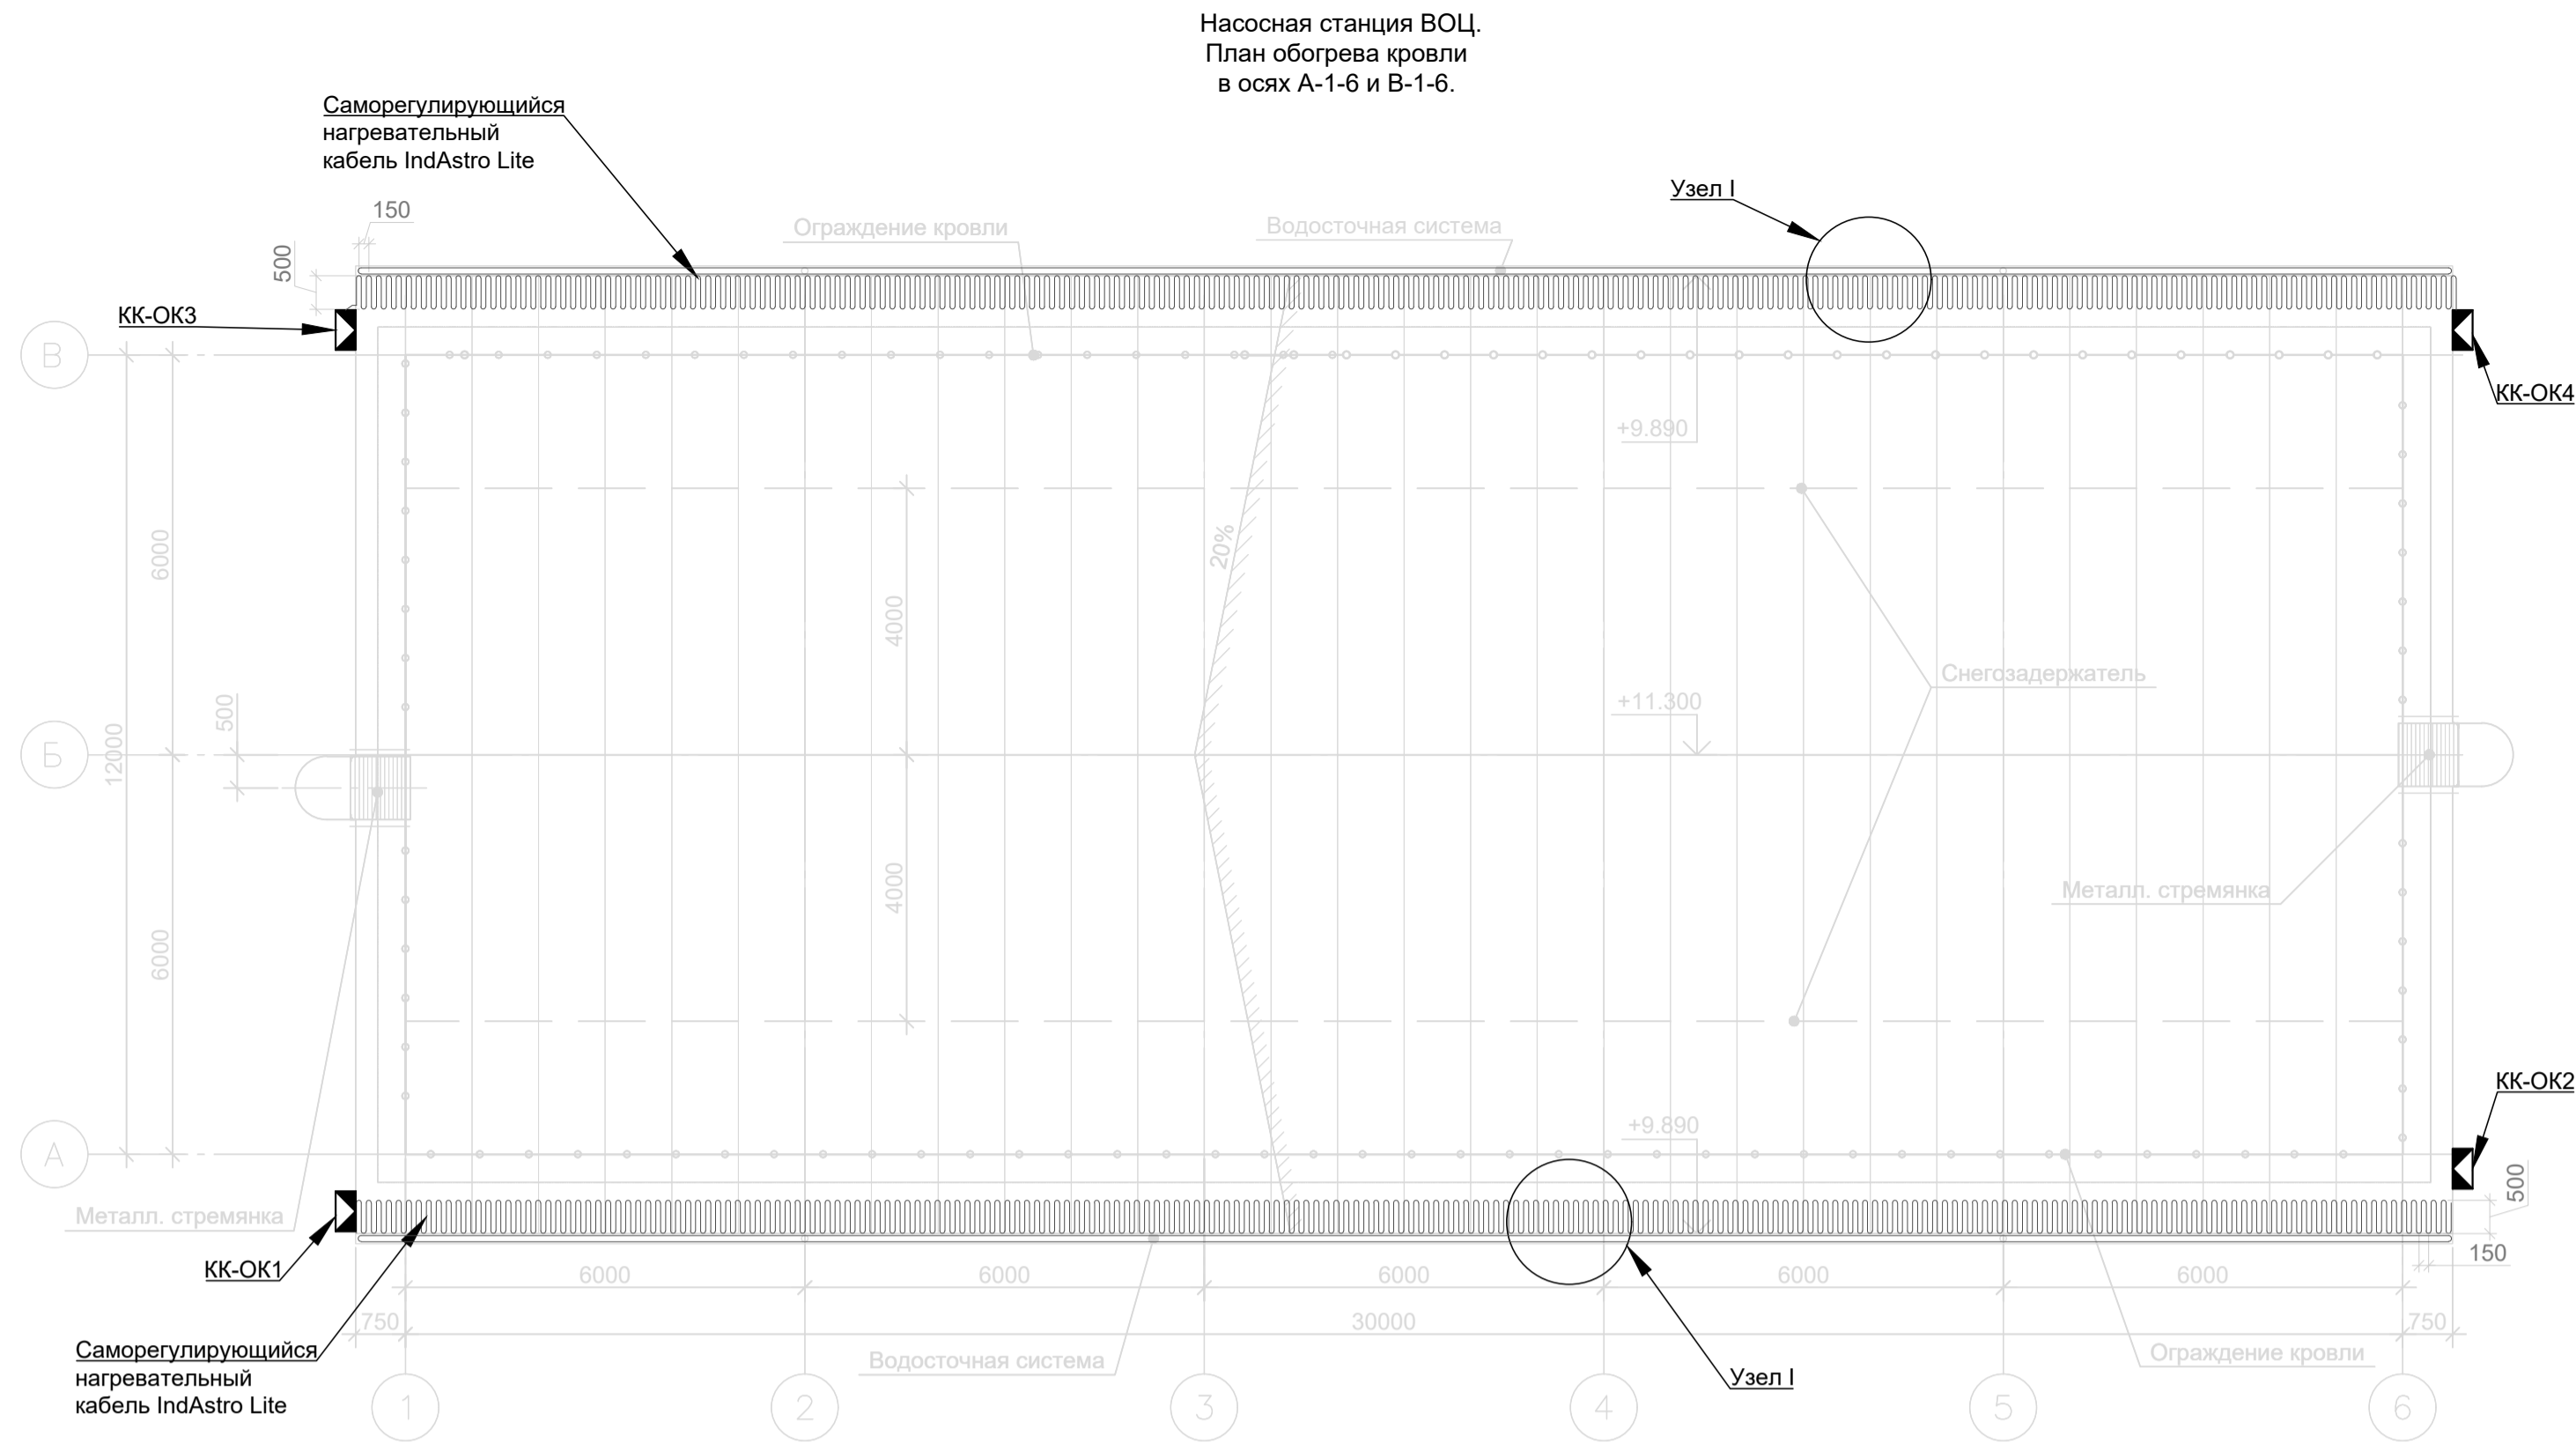 Насосная станция ВОЦ.
План обогрева кровли
в осях А-1-6 и В-1-6.
Саморегулирующийся
нагревательный
кабель IndAstro Lite
Узел I
150
Ограждение кровли
Водосточная система
500
КК-ОК3
В
КК-ОК4
+9.890
20%
6000
4000
Снегозадержатель
+11.300
500
12000
Б
4000
Металл. стремянка
6000
КК-ОК2
+9.890
А
500
Металл. стремянка
150
КК-ОК1
6000
6000
6000
6000
6000
750
30000
750
Саморегулирующийся
нагревательный
кабель IndAstro Lite
Водосточная система
Ограждение кровли
Узел I
1
2
3
4
5
6